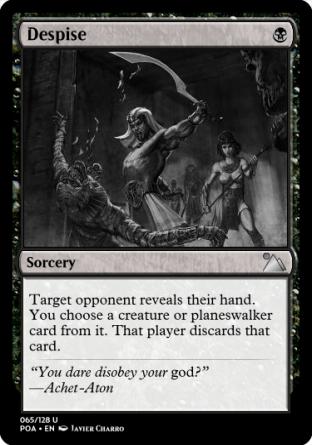 Despise
Sorcery
Target opponent reveals their hand.
You choose a creature or planeswalker
card from it. That player discards that
card.
“You dare disobey your god?”
—Achet-Aton
065/128 U
POA • EN Javier Charro